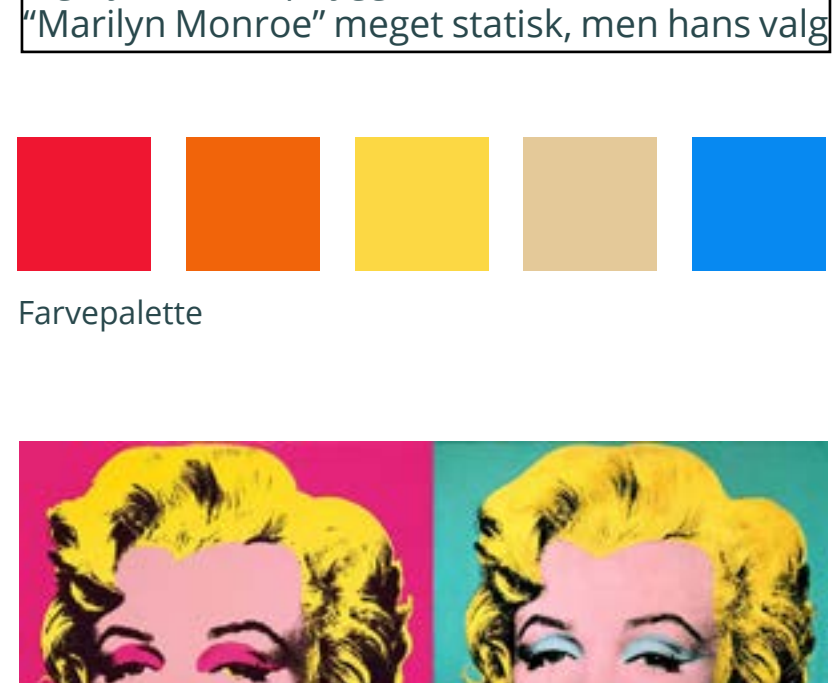 “Marilyn Monroe” meget statisk, men hans valg
Farvepalette